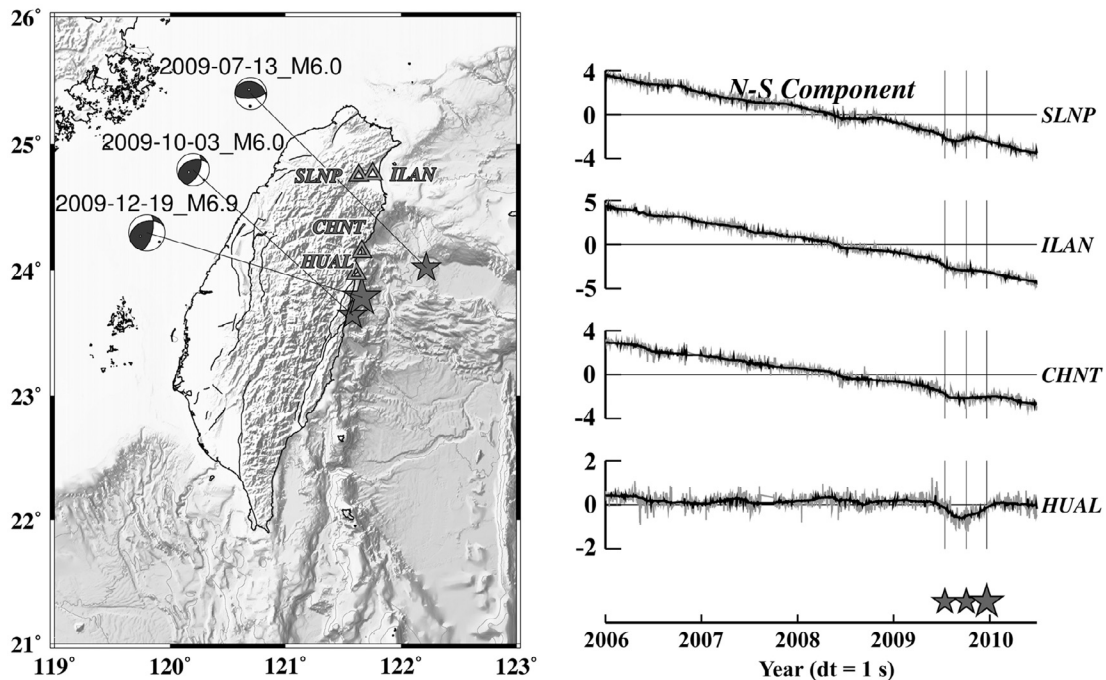 26°
25°
24°
23°
22°
21°
119°
120°
121°
122°
123°
2009-07-13_M6.0
2009-10-03_M6.0
2009-12-19_M6.9
SLNP
ILAN
CHNT
HUAL
N-S Component
4
0
-4
SLNP
5
0
-5
ILAN
4
0
-4
CHNT
2
0
-2
HUAL
2006
2007
2008
2009
2010
Year (dt = 1 s)